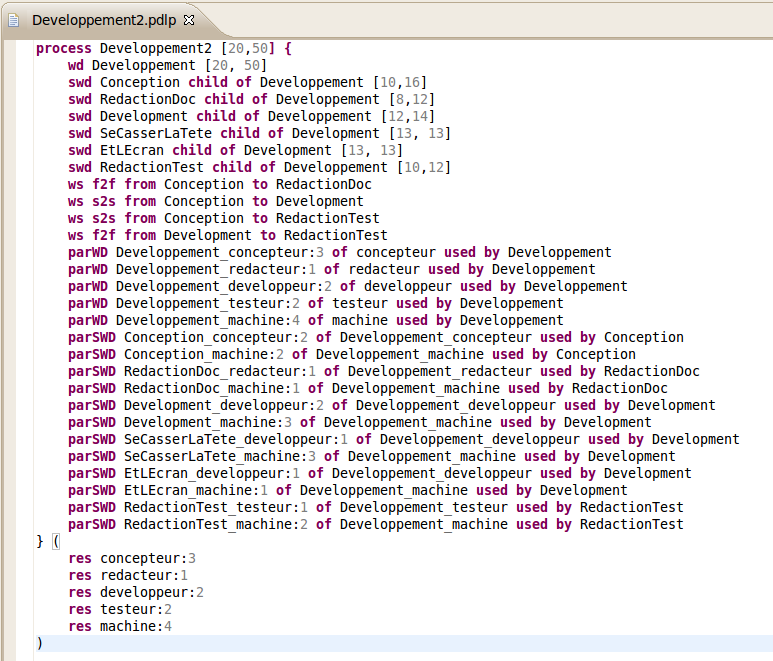 Developpement2.pdlp
process Developpement2 [20,50] {
wd Developpement [20, 50]
swd Conception child of Developpement [10,16]
swd RedactionDoc child of Developpement [8,12]
swd Development child of Developpement [12,14]
swd SeCasserLaTete child of Development [13, 13]
swd EtLEcran child of Development [13, 13]
swd RedactionTest child of Developpement [10,12]
ws f2f from Conception to RedactionDoc
ws s2s from Conception to Development
ws s2s from Conception to RedactionTest
ws f2f from Development to RedactionTest
parWD Developpement_concepteur:3 of concepteur used by Developpement
parWD Developpement_redacteur:1 of redacteur used by Developpement
parWD Developpement_developpeur:2 of developpeur used by Developpement
parWD Developpement_testeur:2 of testeur used by Developpement
parWD Developpement_machine:4 of machine used by Developpement
parSWD Conception_concepteur:2 of Developpement_concepteur used by Conception
parSWD Conception_machine:2 of Developpement_machine used by Conception
parSWD RedactionDoc_redacteur:1 of Developpement_redacteur used by RedactionDoc
parSWD RedactionDoc_machine:1 of Developpement_machine used by RedactionDoc
parSWD Development_developpeur:2 of Developpement_developpeur used by Development
parSWD Development_machine:3 of Developpement_machine used by Development
parSWD SeCasserLaTete_developpeur:1 of Developpement_developpeur used by Development
parSWD SeCasserLaTete_machine:3 of Developpement_machine used by Development
parSWD EtLEcran_developpeur:1 of Developpement_developpeur used by Development
parSWD EtLEcran_machine:1 of Developpement_machine used by Development
parSWD RedactionTest_testeur:1 of Developpement_testeur used by RedactionTest
parSWD RedactionTest_machine:2 of Developpement_machine used by RedactionTest
} (
res concepteur:3
res redacteur:1
res developpeur:2
res testeur:2
res machine:4
)